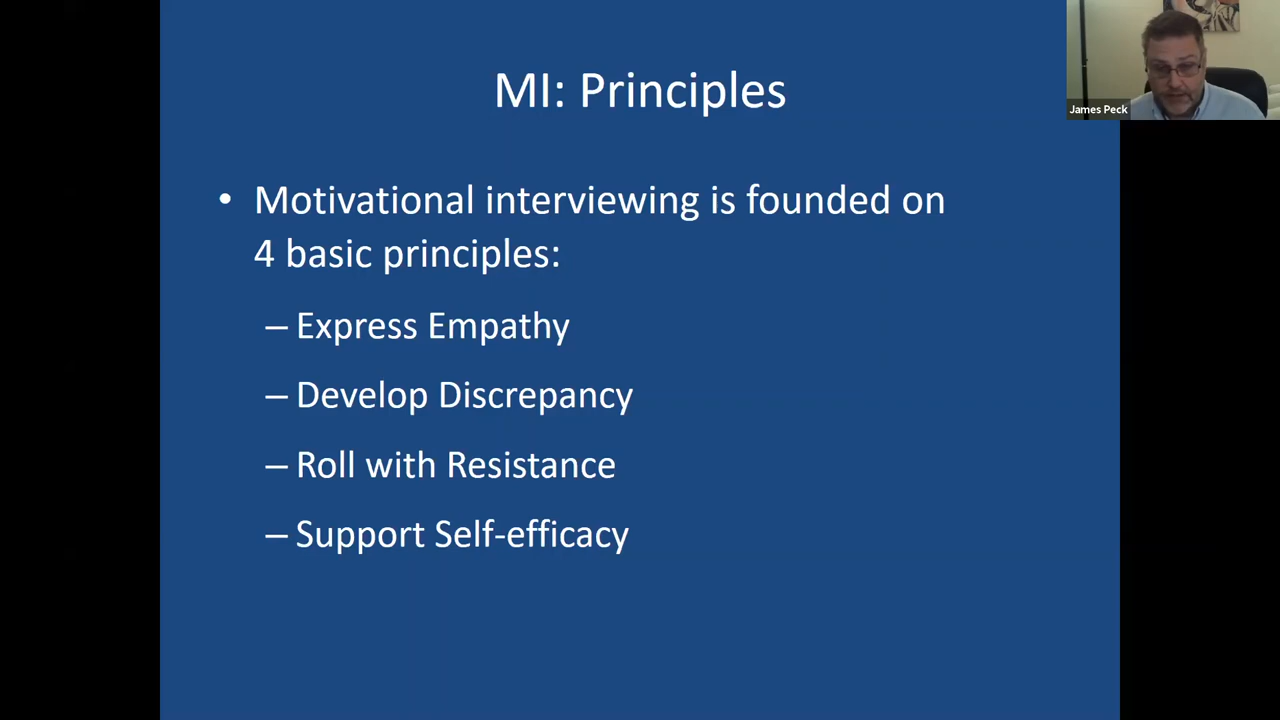 MI: Principles
James Peck
• Motivational interviewing is founded on
4 basic principles:
– Express Empathy
– Develop Discrepancy
– Roll with Resistance
– Support Self-efficacy